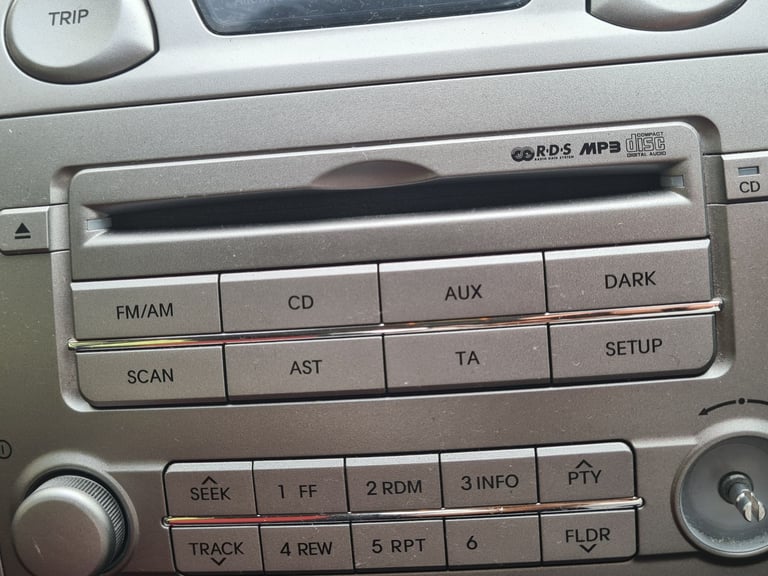 TRIP
R·D·S MP3 COMPACT disc
RADIO DATA SYSTEM DIGITAL AUDIO
CD
FM/AM CD AUX DARK
SCAN AST TA SETUP
SEEK 1 FF 2 RDM 3 INFO PTY
TRACK 4 REW 5 RPT 6 FLDR